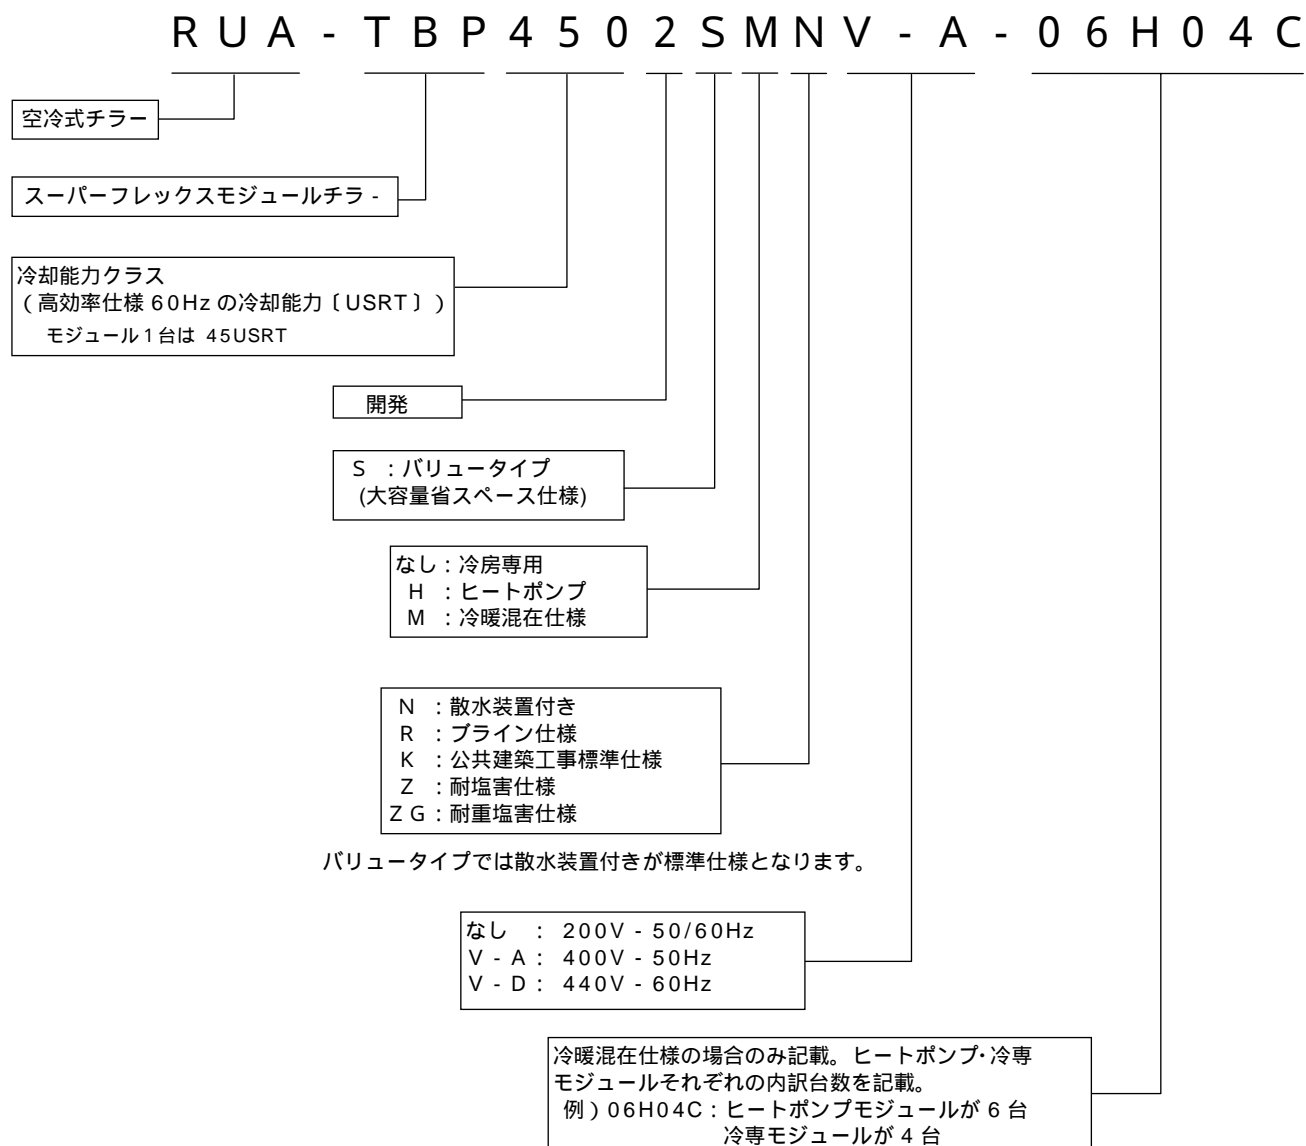 RUA-TBP4502SMNV-A-06H04C
空冷式チラー
スーパーフレックスモジュールチラ-
冷却能力クラス
(高効率仕様 60Hz の冷却能力〔USRT〕)
モジュール1台は 45USRT
開発
S :バリュータイプ
(大容量省スペース仕様)
なし:冷房専用
H :ヒートポンプ
M :冷暖混在仕様
N :散水装置付き
R :ブライン仕様
K :公共建築工事標準仕様
Z :耐塩害仕様
ZG:耐重塩害仕様
バリュータイプでは散水装置付きが標準仕様となります。
なし : 200V - 50/60Hz
V - A : 400V - 50Hz
V - D : 440V - 60Hz
冷暖混在仕様の場合のみ記載。ヒートポンプ・冷専
モジュールそれぞれの内訳台数を記載。
例)06H04C:ヒートポンプモジュールが 6 台
冷専モジュールが 4 台